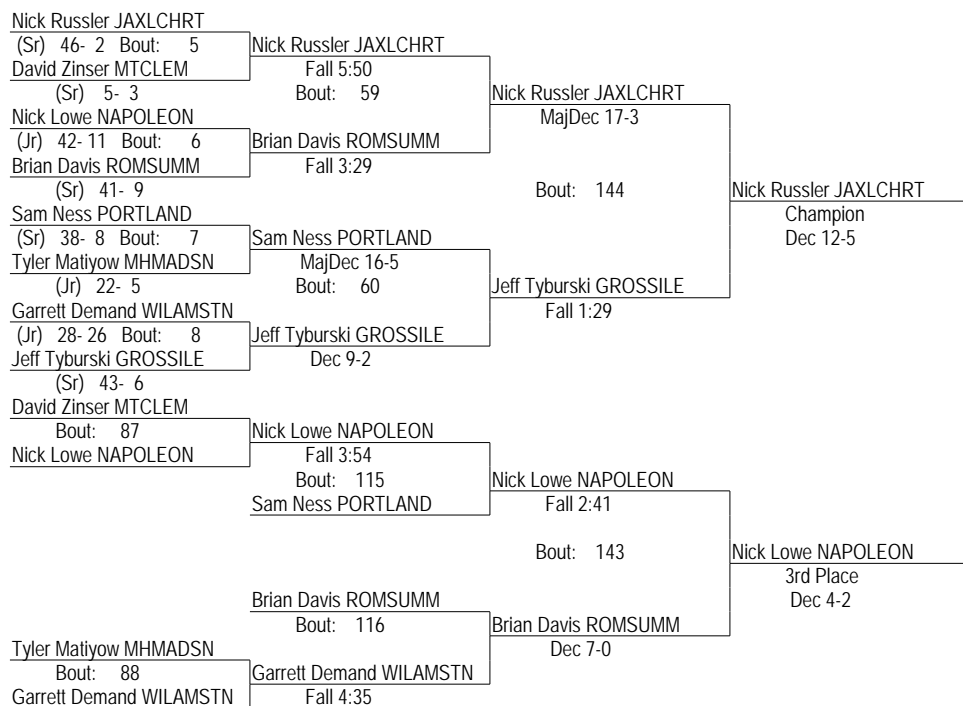 Nick Russler JAXLCHRT
(Sr) 46- 2 Bout: 5 Nick Russler JAXLCHRT
David Zinser MTCLEM Fall 5:50
(Sr) 5- 3 Bout: 59 Nick Russler JAXLCHRT
Nick Lowe NAPOLEON MajDec 17-3
(Jr) 42- 11 Bout: 6 Brian Davis ROMSUMM
Brian Davis ROMSUMM Fall 3:29
(Sr) 41- 9 Bout: 144 Nick Russler JAXLCHRT
Sam Ness PORTLAND Champion
(Sr) 38- 8 Bout: 7 Sam Ness PORTLAND Dec 12-5
Tyler Matiyow MHMADSN MajDec 16-5
(Jr) 22- 5 Bout: 60 Jeff Tyburski GROSSILE
Garrett Demand WILAMSTN Fall 1:29
(Jr) 28- 26 Bout: 8 Jeff Tyburski GROSSILE
Jeff Tyburski GROSSILE Dec 9-2
(Sr) 43- 6
David Zinser MTCLEM
Bout: 87 Nick Lowe NAPOLEON
Nick Lowe NAPOLEON Fall 3:54
Bout: 115 Nick Lowe NAPOLEON
Sam Ness PORTLAND Fall 2:41
Bout: 143 Nick Lowe NAPOLEON
3rd Place
Brian Davis ROMSUMM Dec 4-2
Bout: 116 Brian Davis ROMSUMM
Tyler Matiyow MHMADSN Dec 7-0
Bout: 88 Garrett Demand WILAMSTN
Garrett Demand WILAMSTN Fall 4:35